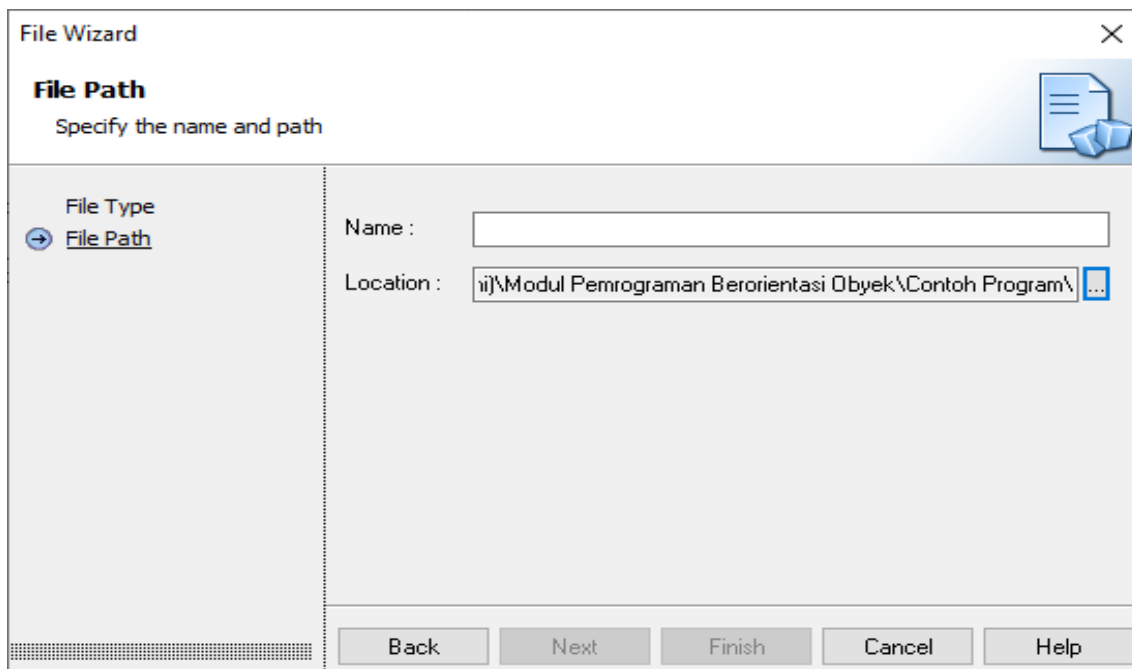 File Wizard
File Path
Specify the name and path
File Type
File Path
Name :
Location :
\Modul Pemrograman Berorientasi Obyek\Contoh Program\
...
Back
Next
Finish
Cancel
Help